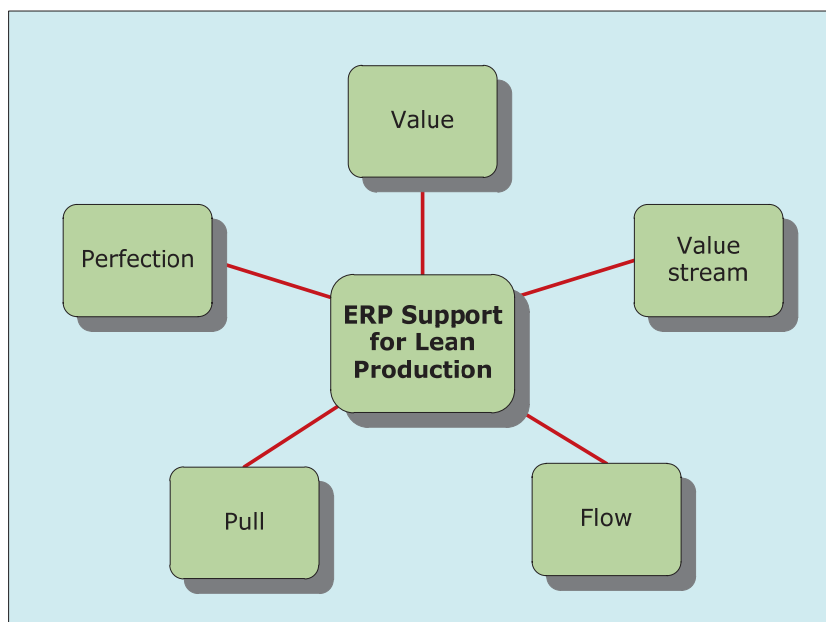 Value
Perfection
Value
stream
ERP Support
for Lean
Production
Pull
Flow